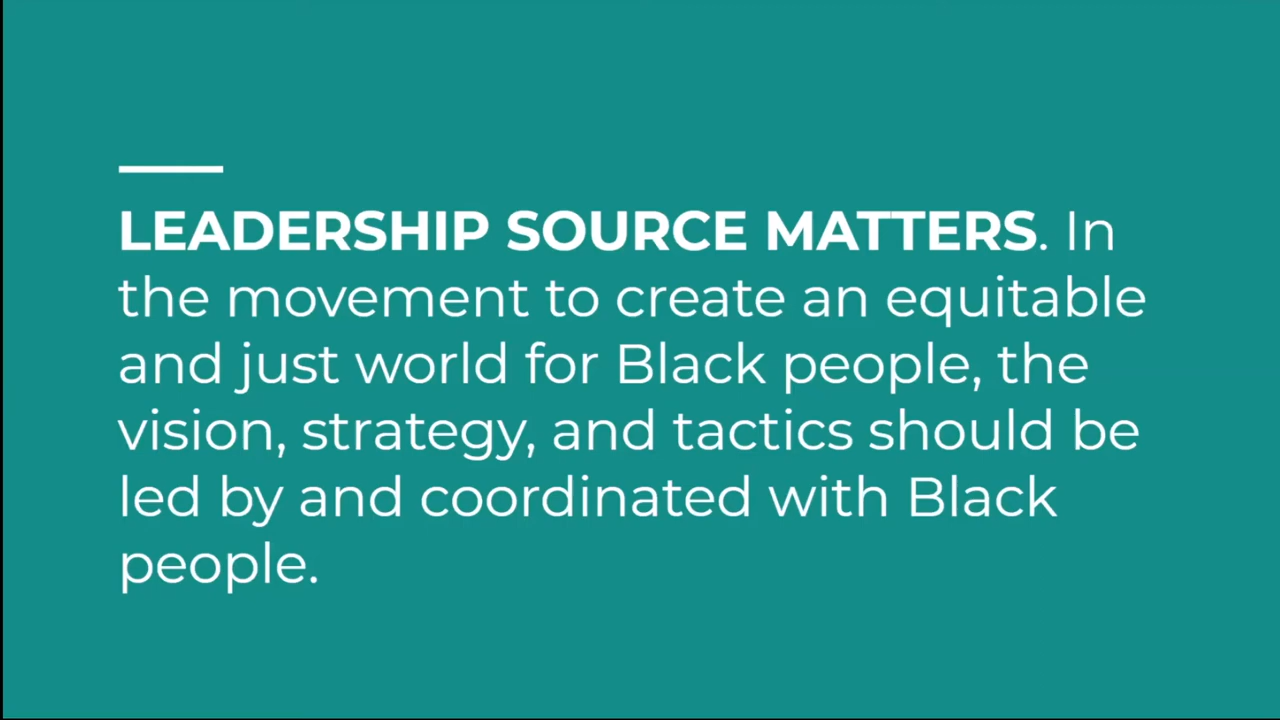 LEADERSHIP SOURCE MATTERS. In
the movement to create an equitable
and just world for Black people, the
vision, strategy, and tactics should be
led by and coordinated with Black
people.